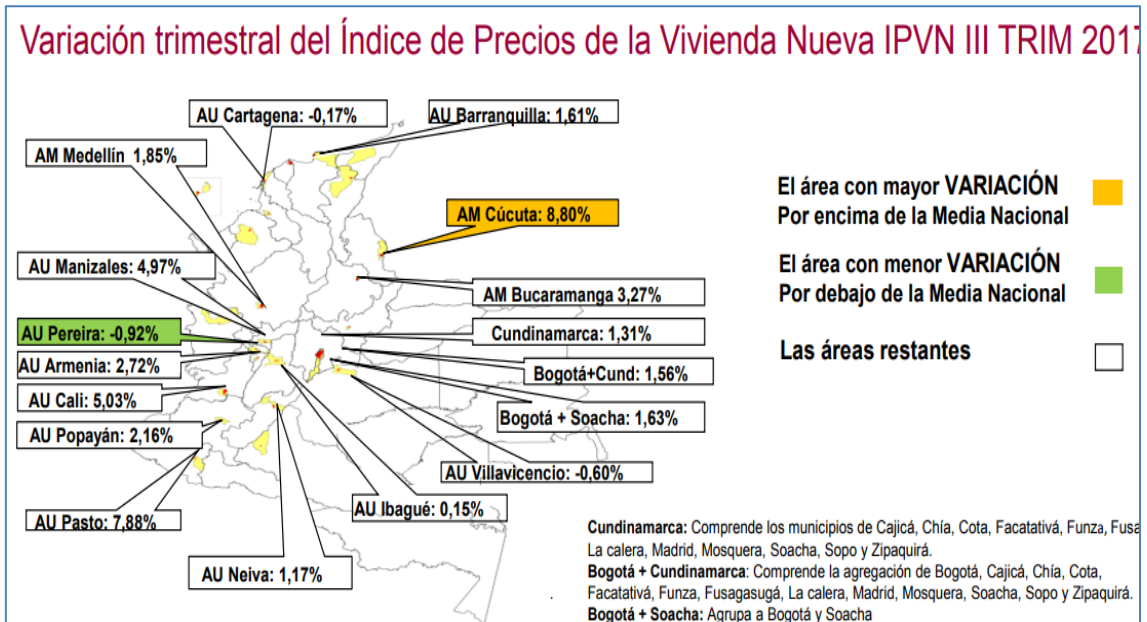 Variación trimestral del Índice de Precios de la Vivienda Nueva IPVN III TRIM 2017
AU Cartagena: -0,17%
AU Barranquilla: 1,61%
AM Medellín 1,85%
AM Cúcuta: 8,80%
AU Manizales: 4,97%
AM Bucaramanga 3,27%
AU Pereira: -0,92%
Cundinamarca: 1,31%
AU Armenia: 2,72%
Bogotá+Cund: 1,56%
AU Cali: 5,03%
Bogotá + Soacha: 1,63%
AU Popayán: 2,16%
AU Villavicencio: -0,60%
AU Pasto: 7,88%
AU Ibagué: 0,15%
AU Neiva: 1,17%
El área con mayor VARIACIÓN
Por encima de la Media Nacional
El área con menor VARIACIÓN
Por debajo de la Media Nacional
Las áreas restantes
Cundinamarca: Comprende los municipios de Cajicá, Chía, Cota, Facatativá, Funza, Fusa
La calera, Madrid, Mosquera, Soacha, Sopo y Zipaquirá.
Bogotá + Cundinamarca: Comprende la agregación de Bogotá, Cajicá, Chía, Cota,
Facatativá, Funza, Fusagasugá, La calera, Madrid, Mosquera, Soacha, Sopo y Zipaquirá.
Bogotá + Soacha: Agrupa a Bogotá y Soacha